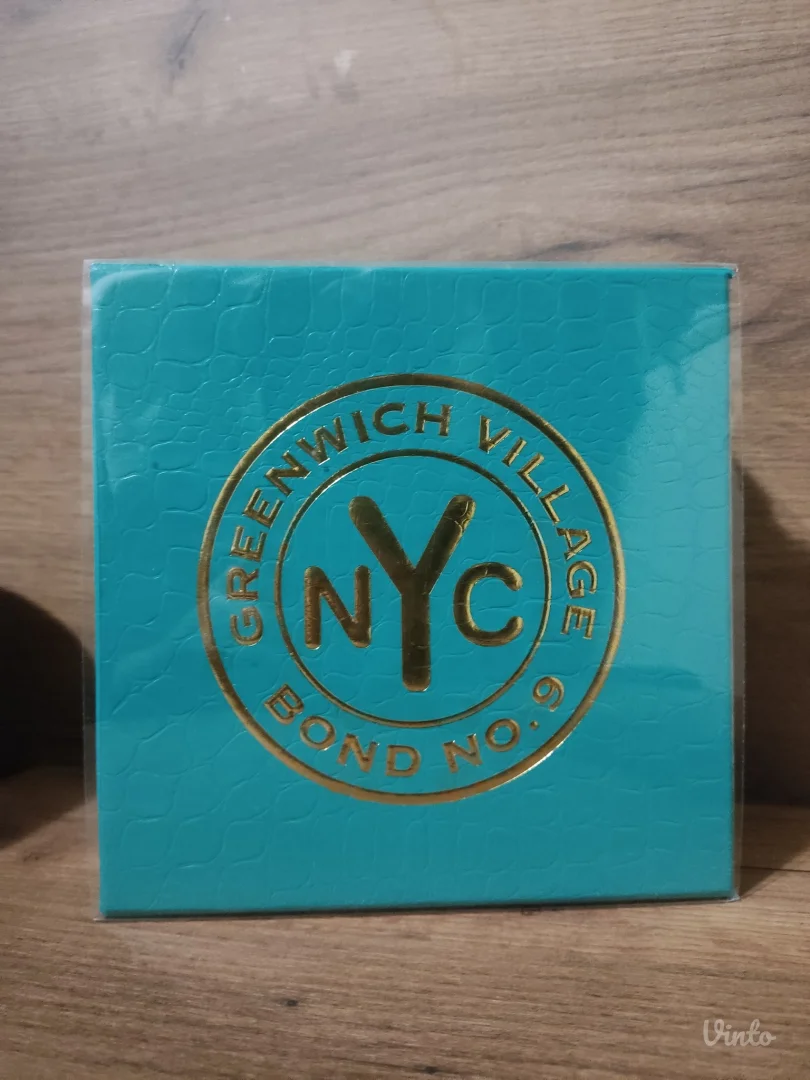 GREENWICH VILLAGE
NYC
BOND NO. 9
Vinto